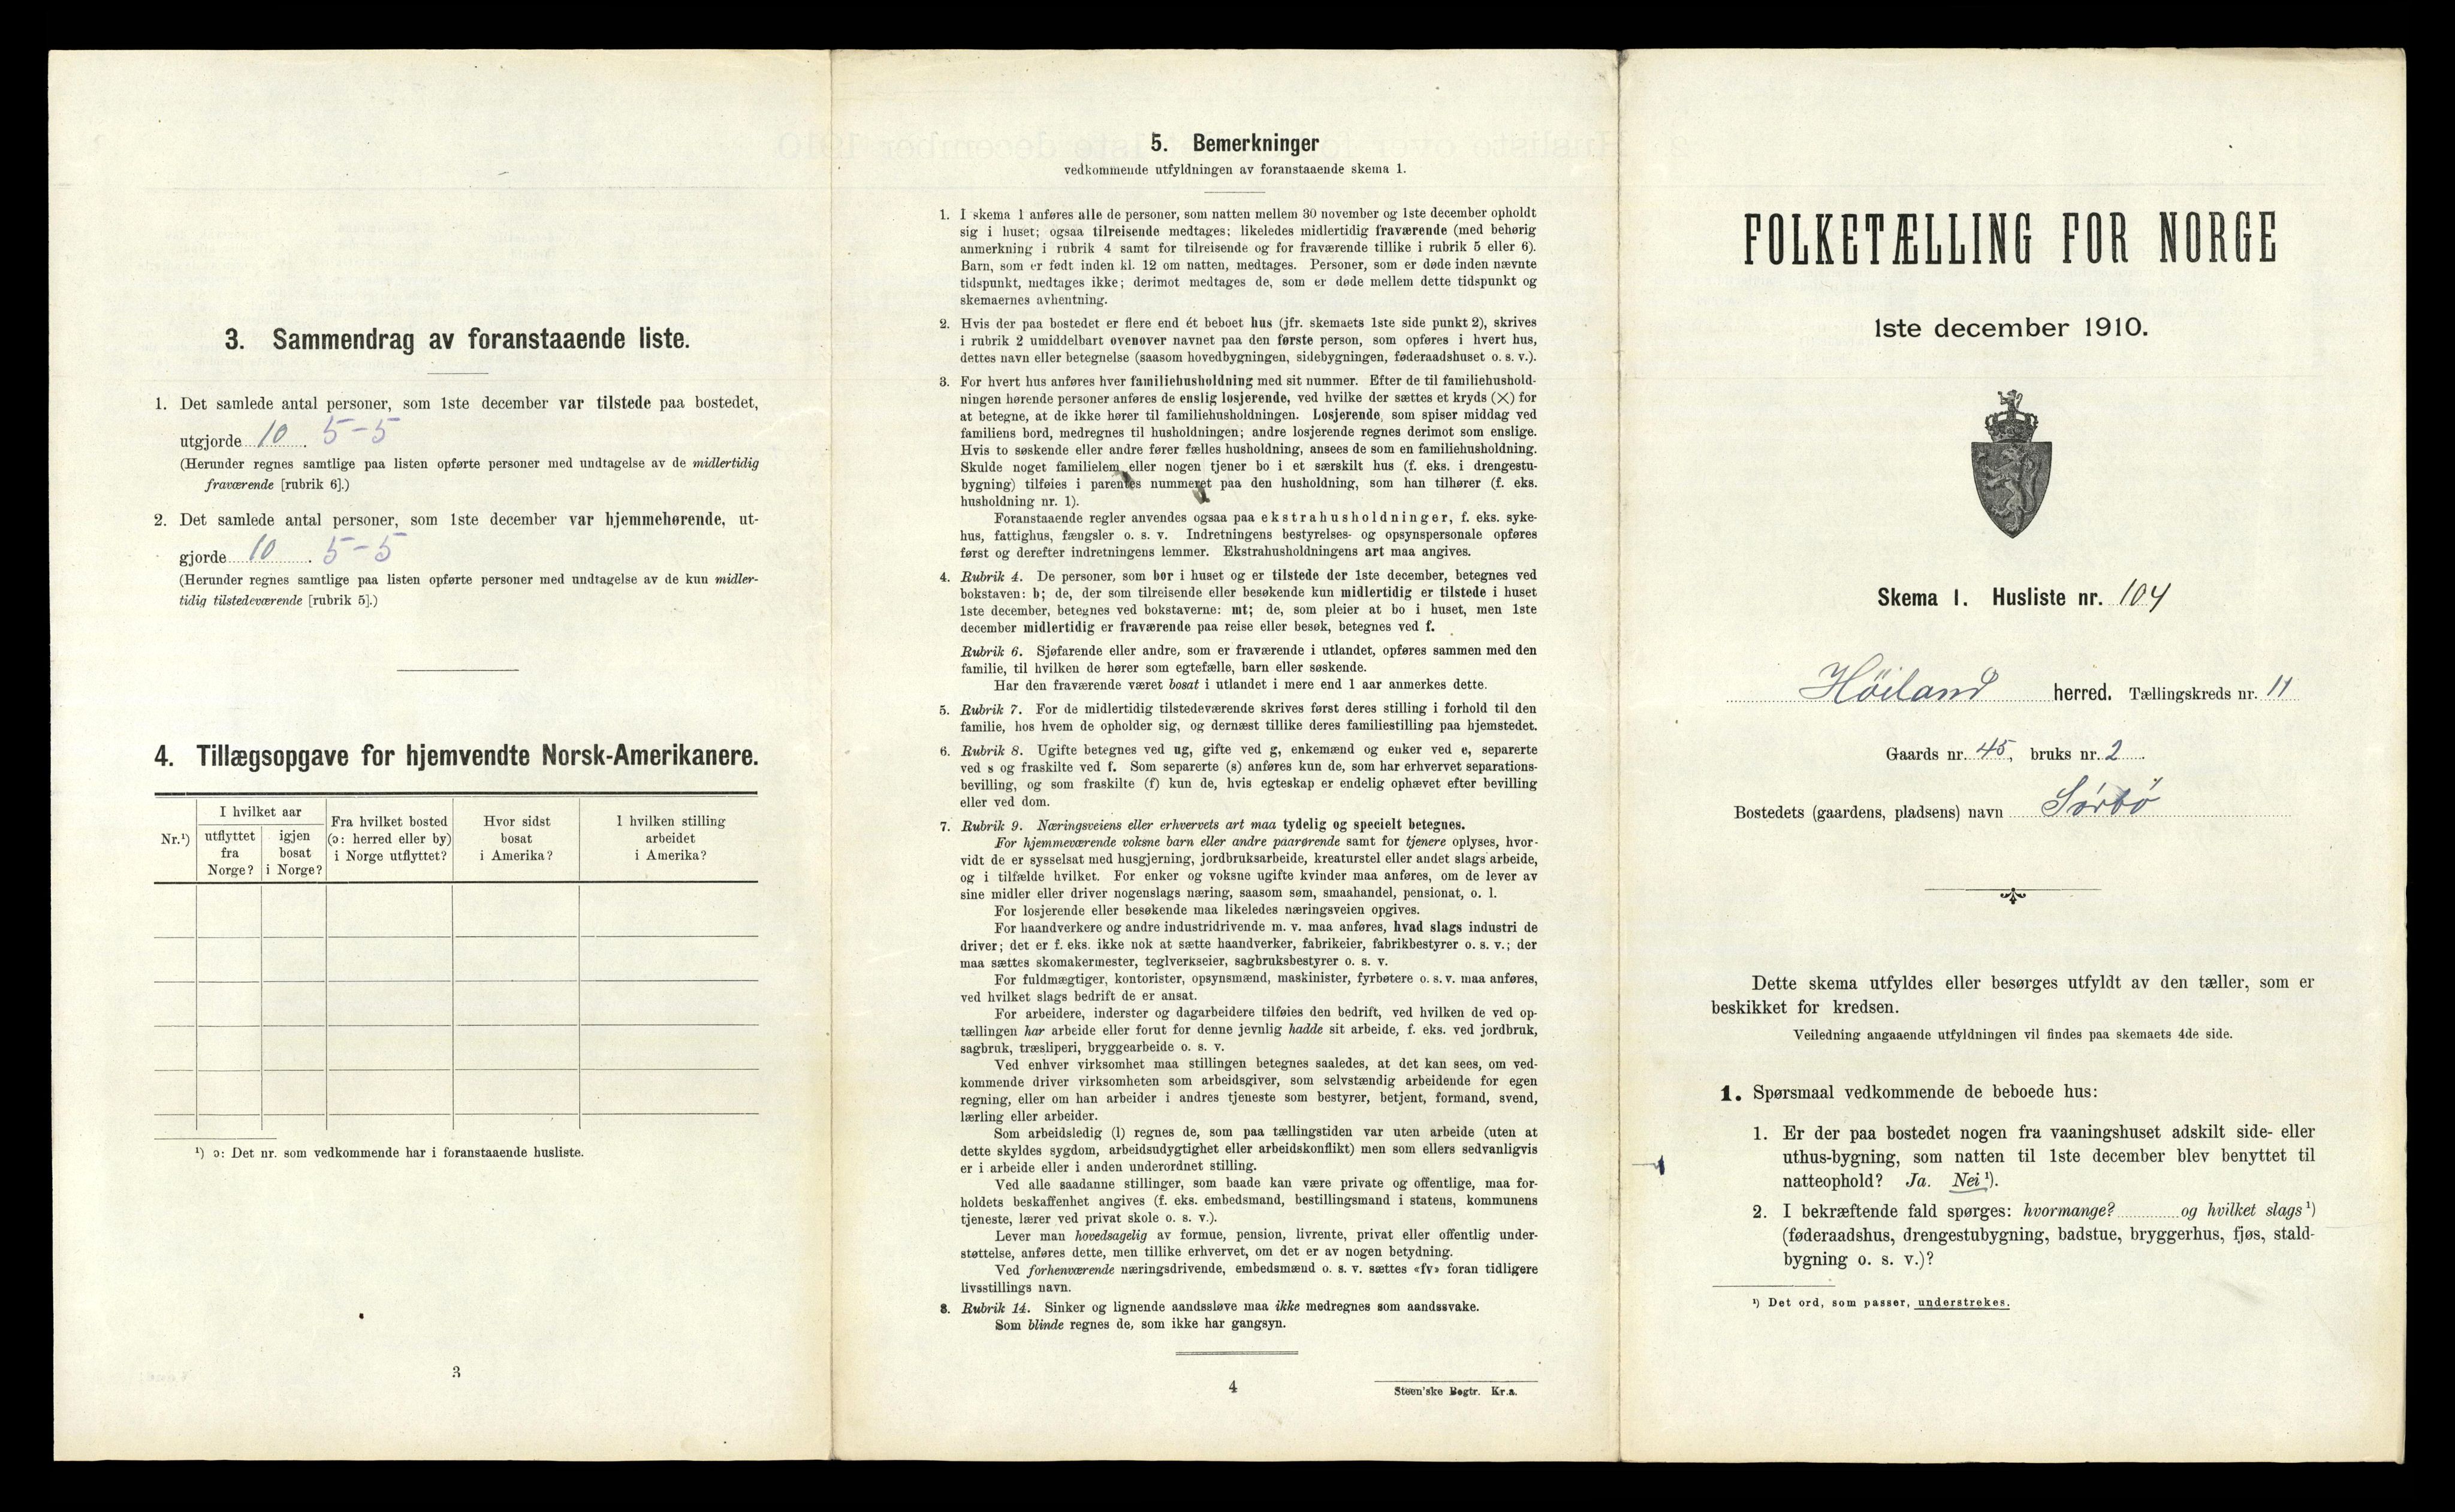 3. Sammendrag av foranstaaende liste.
1. Det samlede antal personer, som 1ste december var tilstede paa bostedet,
utgjorde 10. 5-5
(Herunder regnes samtlige paa listen opførte personer med undtagelse av de midlertidig
fraværende [rubrik 6].)
2. Det samlede antal personer, som 1ste december var hjemmehørende, ut-
gjorde 10. 5-5
(Herunder regnes samtlige paa listen opførte personer med undtagelse av de kun midler-
tidig tilstedeværende [rubrik 5].)
4. Tillægsopgave for hjemvendte Norsk-Amerikanere.
Nr.¹)
I hvilket aar
utflyttet
fra
Norge?
igjen
bosat
i Norge?
Fra hvilket bosted
(ɔ: herred eller by)
i Norge utflyttet?
Hvor sidst
bosat
i Amerika?
I hvilken stilling
arbeidet
i Amerika?
¹) ɔ: Det nr. som vedkommende har i foranstaaende husliste.
3
5. Bemerkninger
vedkommende utfyldningen av foranstaaende skema 1.
1. I skema 1 anføres alle de personer, som natten mellem 30 november og 1ste december opholdt
sig i huset; ogsaa tilreisende medtages; likeledes midlertidig fraværende (med behørig
anmerkning i rubrik 4 samt for tilreisende og for fraværende tillike i rubrik 5 eller 6).
Barn, som er født inden kl. 12 om natten, medtages. Personer, som er døde inden nævnte
tidspunkt, medtages ikke; derimot medtages de, som er døde mellem dette tidspunkt og
skemaernes avhentning.
2. Hvis der paa bostedet er flere end ét beboet hus (jfr. skemaets 1ste side punkt 2), skrives
i rubrik 2 umiddelbart ovenover navnet paa den første person, som opføres i hvert hus,
dettes navn eller betegnelse (saasom hovedbygningen, sidebygningen, føderaadshuset o. s. v.).
3. For hvert hus anføres hver familiehusholdning med sit nummer. Efter de til familiehushold-
ningen hørende personer anføres de enslig losjerende, ved hvilke der sættes et kryds (×) for
at betegne, at de ikke hører til familiehusholdningen. Losjerende, som spiser middag ved
familiens bord, medregnes til husholdningen; andre losjerende regnes derimot som enslige.
Hvis to søskende eller andre fører fælles husholdning, ansees de som en familiehusholdning.
Skulde noget familielem eller nogen tjener bo i et særskilt hus (f. eks. i drengestu-
bygning) tilføies i parentes nummeret paa den husholdning, som han tilhører (f. eks.
husholdning nr. 1).
Foranstaaende regler anvendes ogsaa paa ekstrahusholdninger, f. eks. syke-
hus, fattighus, fængsler o. s. v. Indretningens bestyrelses- og opsynspersonale opføres
først og derefter indretningens lemmer. Ekstrahusholdningens art maa angives.
4. Rubrik 4. De personer, som bor i huset og er tilstede der 1ste december, betegnes ved
bokstaven: b; de, der som tilreisende eller besøkende kun midlertidig er tilstede i huset
1ste december, betegnes ved bokstaverne: mt; de, som pleier at bo i huset, men 1ste
december midlertidig er fraværende paa reise eller besøk, betegnes ved f.
Rubrik 6. Sjøfarende eller andre, som er fraværende i utlandet, opføres sammen med den
familie, til hvilken de hører som egtefælle, barn eller søskende.
Har den fraværende været bosat i utlandet i mere end 1 aar anmerkes dette.
5. Rubrik 7. For de midlertidig tilstedeværende skrives først deres stilling i forhold til den
familie, hos hvem de opholder sig, og dernæst tillike deres familiestilling paa hjemstedet.
6. Rubrik 8. Ugifte betegnes ved ug, gifte ved g, enkemænd og enker ved e, separerte
ved s og fraskilte ved f. Som separerte (s) anføres kun de, som har erhvervet separations-
bevilling, og som fraskilte (f) kun de, hvis egteskap er endelig ophævet efter bevilling
eller ved dom.
7. Rubrik 9. Næringsveiens eller erhvervets art maa tydelig og specielt betegnes.
For hjemmeværende voksne barn eller andre paarørende samt for tjenere oplyses, hvor-
vidt de er sysselsat med husgjerning, jordbruksarbeide, kreaturstel eller andet slags arbeide,
og i tilfælde hvilket. For enker og voksne ugifte kvinder maa anføres, om de lever av
sine midler eller driver nogenslags næring, saasom søm, smaahandel, pensionat, o. l.
For losjerende eller besøkende maa likeledes næringsveien opgives.
For haandverkere og andre industridrivende m. v. maa anføres, hvad slags industri de
driver; det er f. eks. ikke nok at sætte haandverker, fabrikeier, fabrikbestyrer o. s. v.; der
maa sættes skomakermester, teglverkseier, sagbruksbestyrer o. s. v.
For fuldmægtiger, kontorister, opsynsmænd, maskinister, fyrbøtere o. s. v. maa anføres,
ved hvilket slags bedrift de er ansat.
For arbeidere, inderster og dagarbeidere tilføies den bedrift, ved hvilken de ved op-
tællingen har arbeide eller forut for denne jevnlig hadde sit arbeide, f. eks. ved jordbruk,
sagbruk, træsliperi, bryggearbeide o. s. v.
Ved enhver virksomhet maa stillingen betegnes saaledes, at det kan sees, om ved-
kommende driver virksomheten som arbeidsgiver, som selvstændig arbeidende for egen
regning, eller om han arbeider i andres tjeneste som bestyrer, betjent, formand, svend,
lærling eller arbeider.
Som arbeidsledig (l) regnes de, som paa tællingstiden var uten arbeide (uten at
dette skyldes sygdom, arbeidsudygtighet eller arbeidskonflikt) men som ellers sedvanligvis
er i arbeide eller i anden underordnet stilling.
Ved alle saadanne stillinger, som baade kan være private og offentlige, maa for-
holdets beskaffenhet angives (f. eks. embedsmand, bestillingsmand i statens, kommunens
tjeneste, lærer ved privat skole o. s. v.).
Lever man hovedsagelig av formue, pension, livrente, privat eller offentlig under-
støttelse, anføres dette, men tillike erhvervet, om det er av nogen betydning.
Ved forhenværende næringsdrivende, embedsmænd o. s. v. sættes «fv» foran tidligere
livsstillings navn.
8. Rubrik 14. Sinker og lignende aandssløve maa ikke medregnes som aandssvake.
Som blinde regnes de, som ikke har gangsyn.
4
Steen'ske Bogtr. Kr.a.
FOLKETÆLLING FOR NORGE
1ste december 1910.
Skema I. Husliste nr. 104
Höiland herred. Tællingskreds nr. 11
Gaards nr. 45, bruks nr. 2.
Bostedets (gaardens, pladsens) navn Sörbö
Dette skema utfyldes eller besørges utfyldt av den tæller, som er
beskikket for kredsen.
Veiledning angaaende utfyldningen vil findes paa skemaets 4de side.
1. Spørsmaal vedkommende de beboede hus:
1. Er der paa bostedet nogen fra vaaningshuset adskilt side- eller
uthus-bygning, som natten til 1ste december blev benyttet til
natteophold? Ja. Nei ¹).
2. I bekræftende fald spørges: hvormange? og hvilket slags ¹)
(føderaadshus, drengestubygning, badstue, bryggerhus, fjøs, stald-
bygning o. s. v.)?
¹) Det ord, som passer, understrekes.